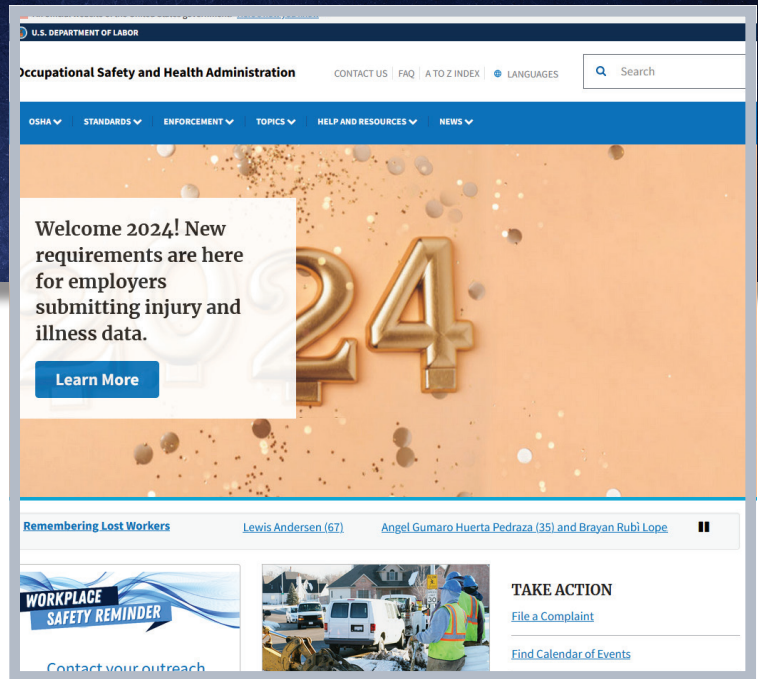 U.S. DEPARTMENT OF LABOR
Occupational Safety and Health Administration
CONTACT US FAQ A TO Z INDEX LANGUAGES
Search
OSHA STANDARDS ENFORCEMENT TOPICS HELP AND RESOURCES NEWS
Welcome 2024! New
requirements are here
for employers
submitting injury and
illness data.
2024
Learn More
Remembering Lost Workers Lewis Andersen (67) Angel Gumaro Huerta Pedraza (35) and Brayan Rubì Lope
WORKPLACE
SAFETY REMINDER
Contact your outreach
TAKE ACTION
File a Complaint
Find Calendar of Events